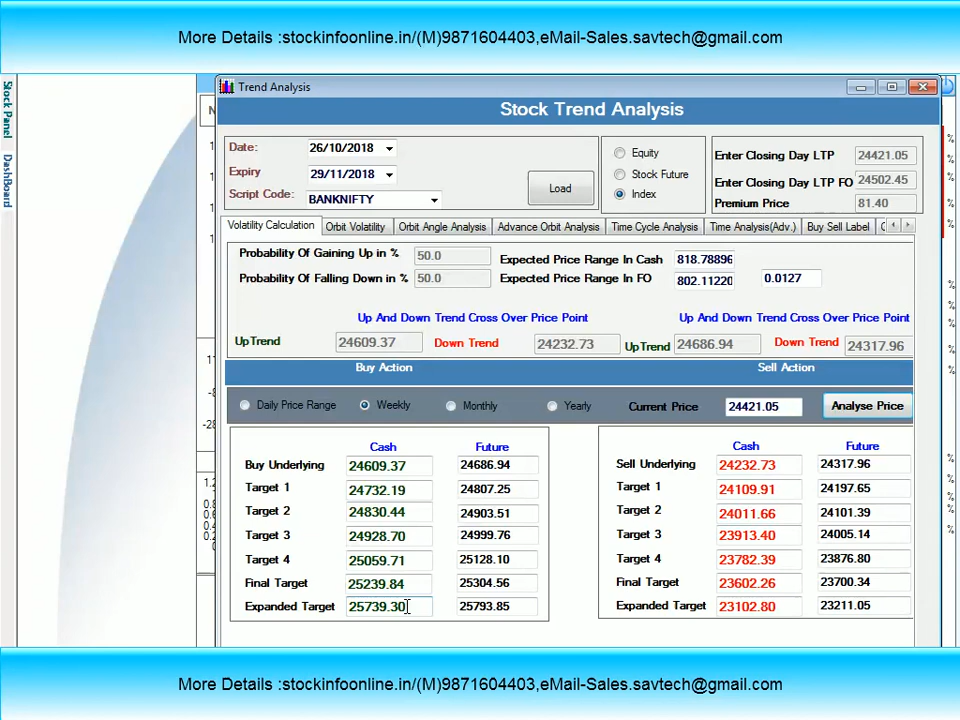 More Details :stockinfoonline.in/(M)9871604403,eMail-Sales.savtech@gmail.com
Stock Panel
DashBoard
Trend Analysis
Stock Trend Analysis
Date: 26/10/2018
Expiry 29/11/2018
Script Code: BANKNIFTY
Load
Equity
Stock Future
Index
Enter Closing Day LTP 24421.05
Enter Closing Day LTP FO 24502.45
Premium Price 81.40
Volatility Calculation Orbit Volatility Orbit Angle Analysis Advance Orbit Analysis Time Cycle Analysis Time Analysis(Adv.) Buy Sell Label
Probability Of Gaining Up in % 50.0 Expected Price Range In Cash 818.78896
Probability Of Falling Down in % 50.0 Expected Price Range In FO 802.11220 0.0127
Up And Down Trend Cross Over Price Point Up And Down Trend Cross Over Price Point
UpTrend 24609.37 Down Trend 24232.73 UpTrend 24686.94 Down Trend 24317.96
Buy Action Sell Action
Daily Price Range Weekly Monthly Yearly Current Price 24421.05 Analyse Price
Cash Future Cash Future
Buy Underlying 24609.37 24686.94 Sell Underlying 24232.73 24317.96
Target 1 24732.19 24807.25 Target 1 24109.91 24197.65
Target 2 24830.44 24903.51 Target 2 24011.66 24101.39
Target 3 24928.70 24999.76 Target 3 23913.40 24005.14
Target 4 25059.71 25128.10 Target 4 23782.39 23876.80
Final Target 25239.84 25304.56 Final Target 23602.26 23700.34
Expanded Target 25739.30 25793.85 Expanded Target 23102.80 23211.05
More Details :stockinfoonline.in/(M)9871604403,eMail-Sales.savtech@gmail.com